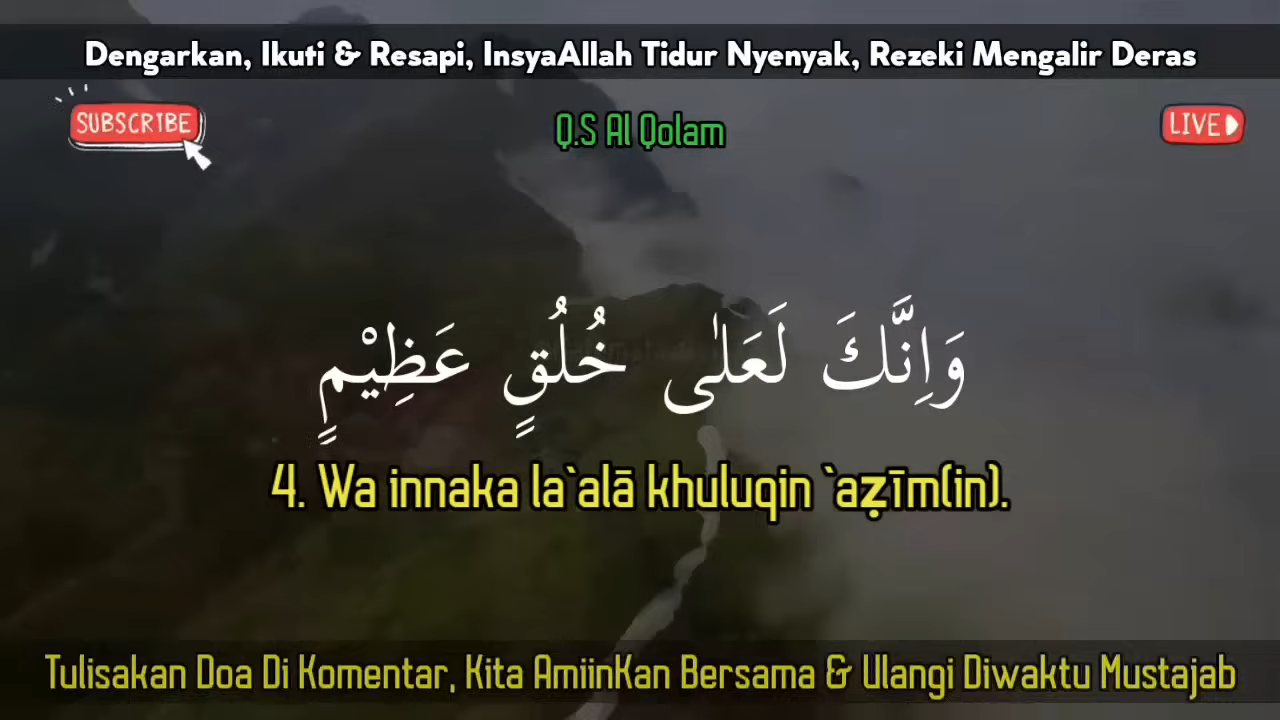 Dengarkan, Ikuti & Resapi, InsyaAllah Tidur Nyenyak, Rezeki Mengalir Deras
SUBSCRIBE
Q.S Al Qolam
LIVE
وَاِنَّكَ لَعَلٰى خُلُقٍ عَظِيْمٍ
4. Wa innaka la`alā khuluqin `aẓīm(in).
Tulisakan Doa Di Komentar, Kita AmiinKan Bersama & Ulangi Diwaktu Mustajab